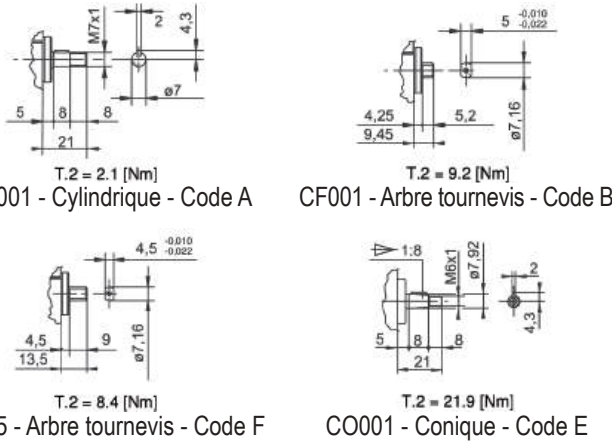 M7x1
2
4,3
5
8
8
21
ø7
T.2 = 2.1 [Nm]
001 - Cylindrique - Code A
5 -0,010 -0,022
4,25
5,2
9,45
ø7,16
T.2 = 9.2 [Nm]
CF001 - Arbre tournevis - Code B
4,5 -0,010 -0,022
4,5
9
13,5
ø7,16
T.2 = 8.4 [Nm]
5 - Arbre tournevis - Code F
1:8
M6x1
ø7,92
2
4,3
5
8
8
21
T.2 = 21.9 [Nm]
CO001 - Conique - Code E